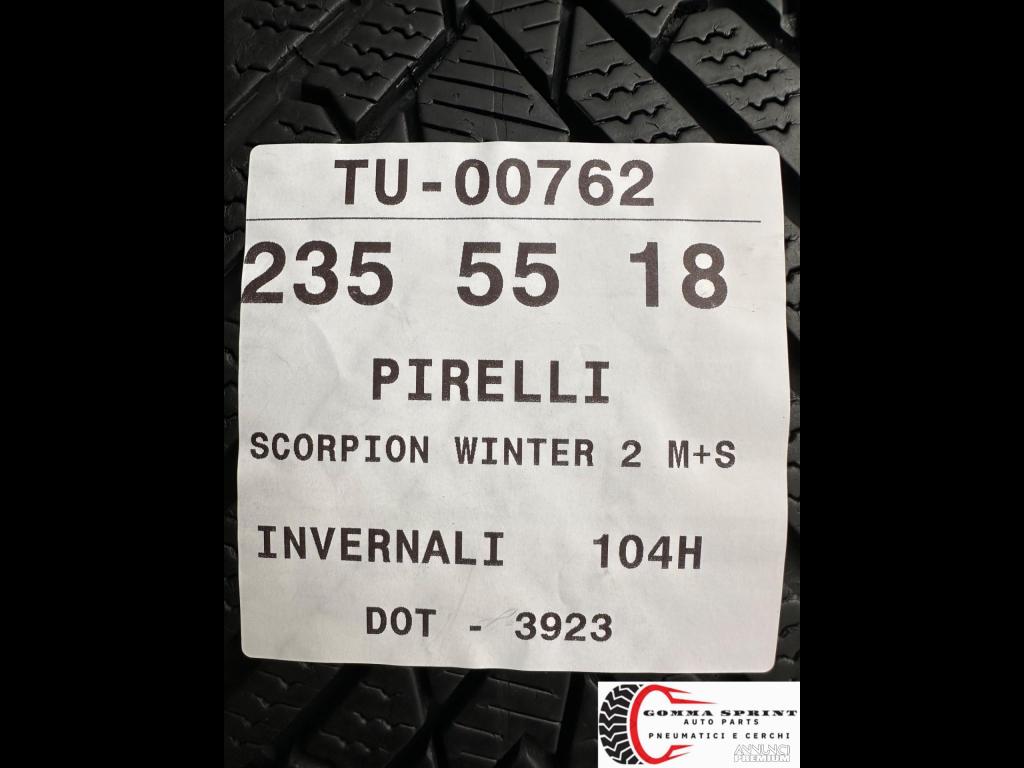 TU-00762
235 55 18
PIRELLI
SCORPION WINTER 2 M+S
INVERNALI 104H
DOT - 3923
GOMMA SPRINT
AUTO PARTS
PNEUMATICI E CERCHI
ANNUNCI
PREMIUM